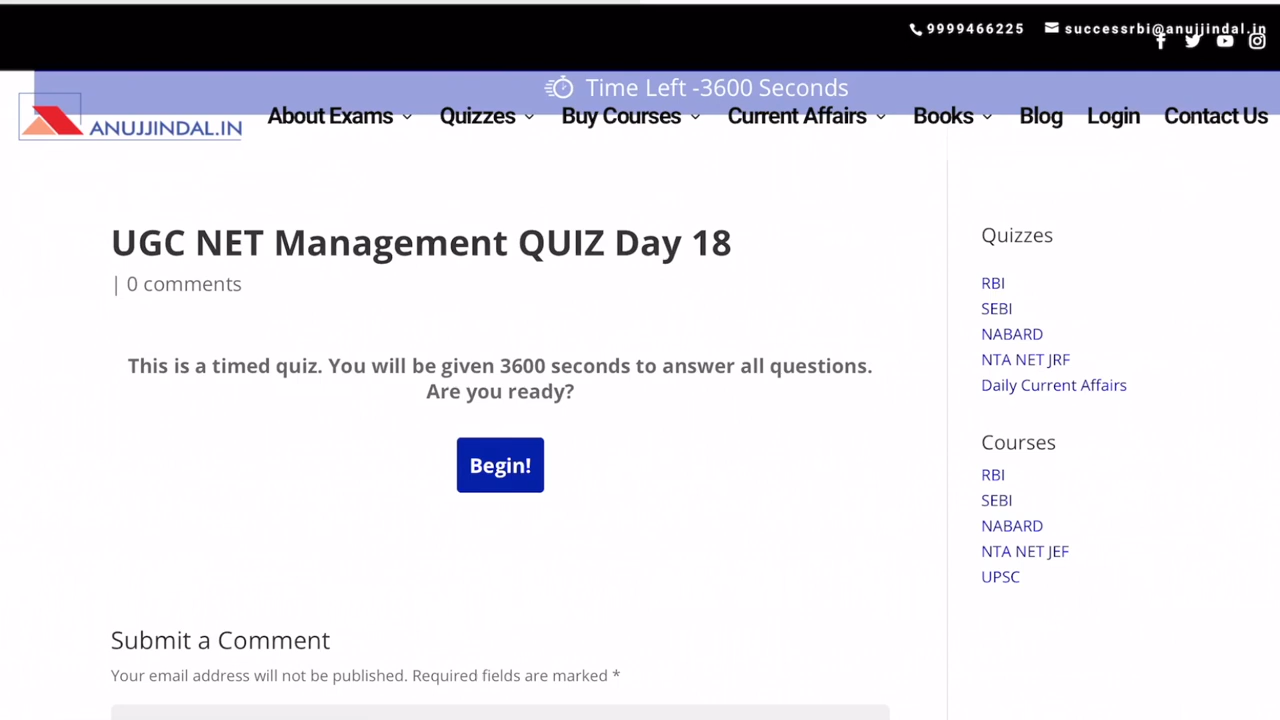 9999466225 successrbi@anujjindal.in
Time Left -3600 Seconds
ANUJJINDAL.IN
About Exams Quizzes Buy Courses Current Affairs Books Blog Login Contact Us
UGC NET Management QUIZ Day 18
| 0 comments
This is a timed quiz. You will be given 3600 seconds to answer all questions.
Are you ready?
Begin!
Submit a Comment
Your email address will not be published. Required fields are marked *
Quizzes
RBI
SEBI
NABARD
NTA NET JRF
Daily Current Affairs
Courses
RBI
SEBI
NABARD
NTA NET JEF
UPSC